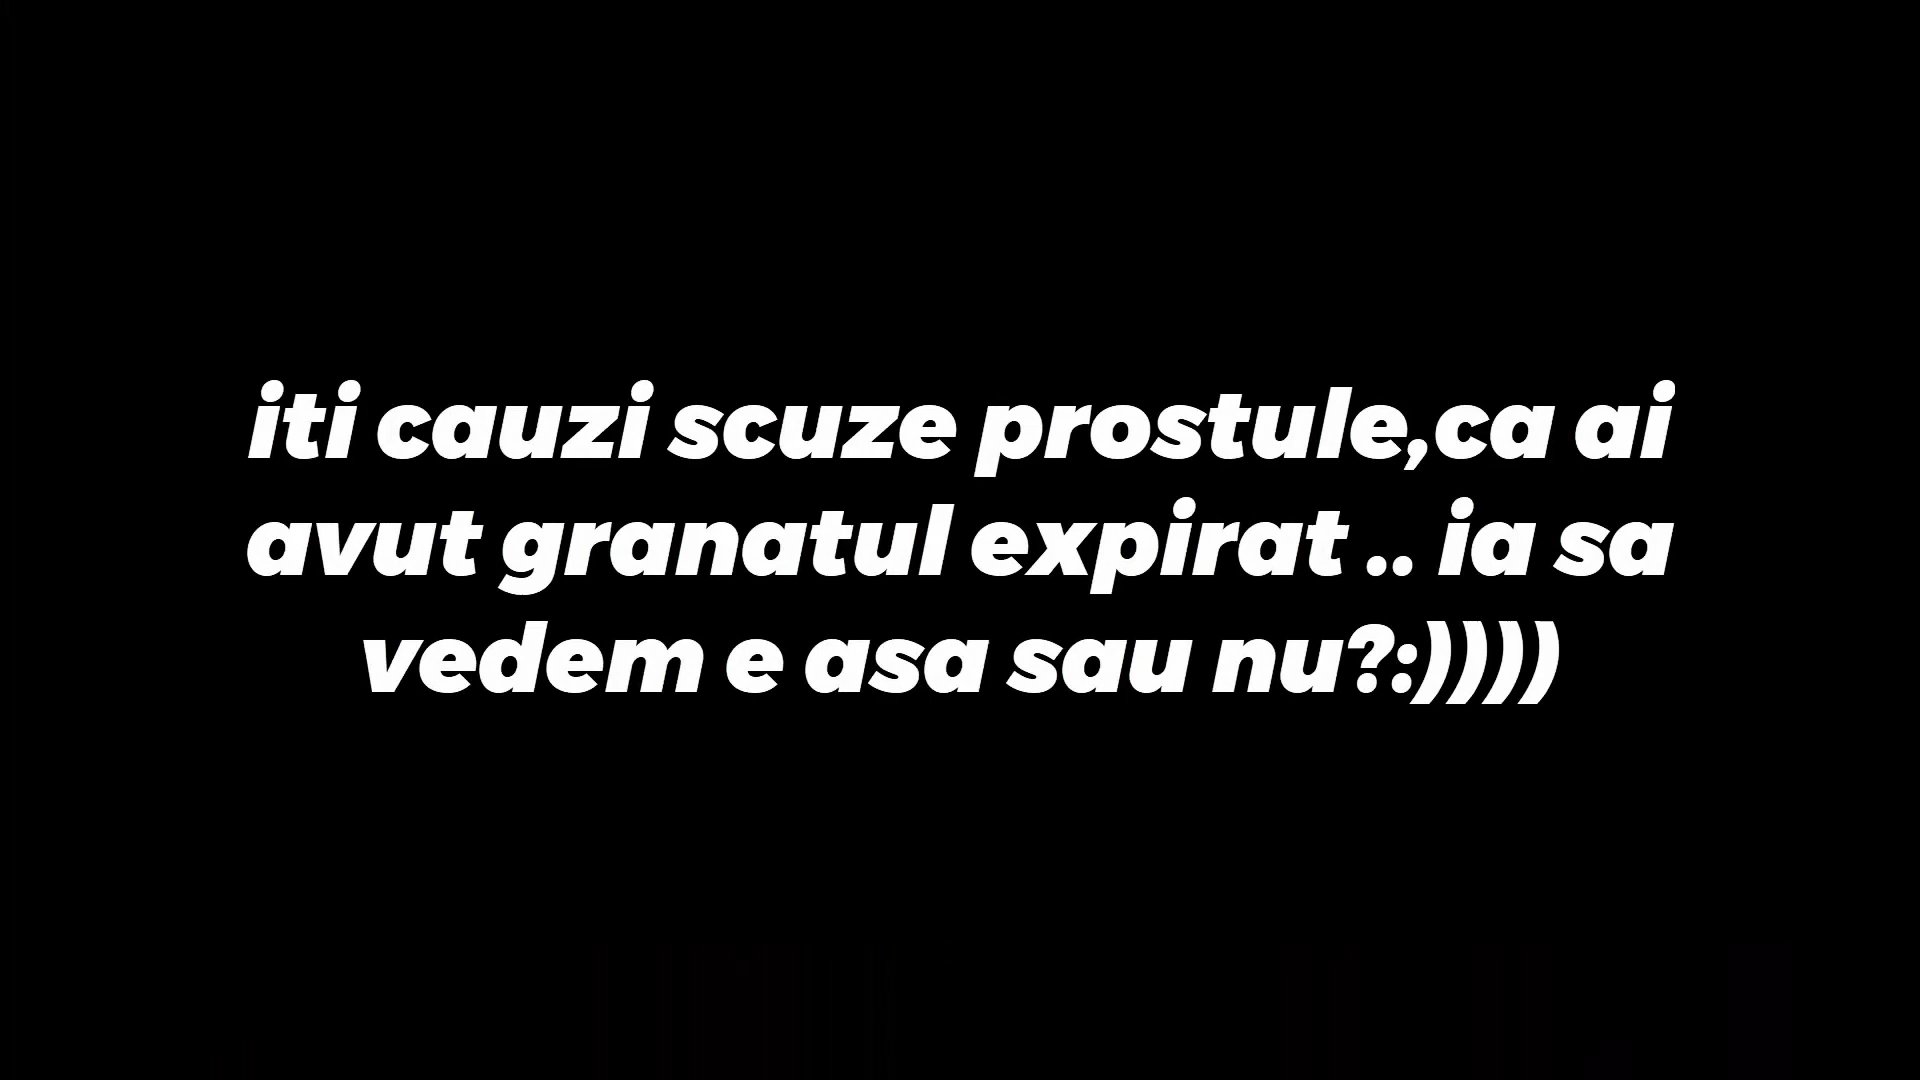 iti cauzi scuze prostule,ca ai
avut granatul expirat .. ia sa
vedem e asa sau nu?:))))